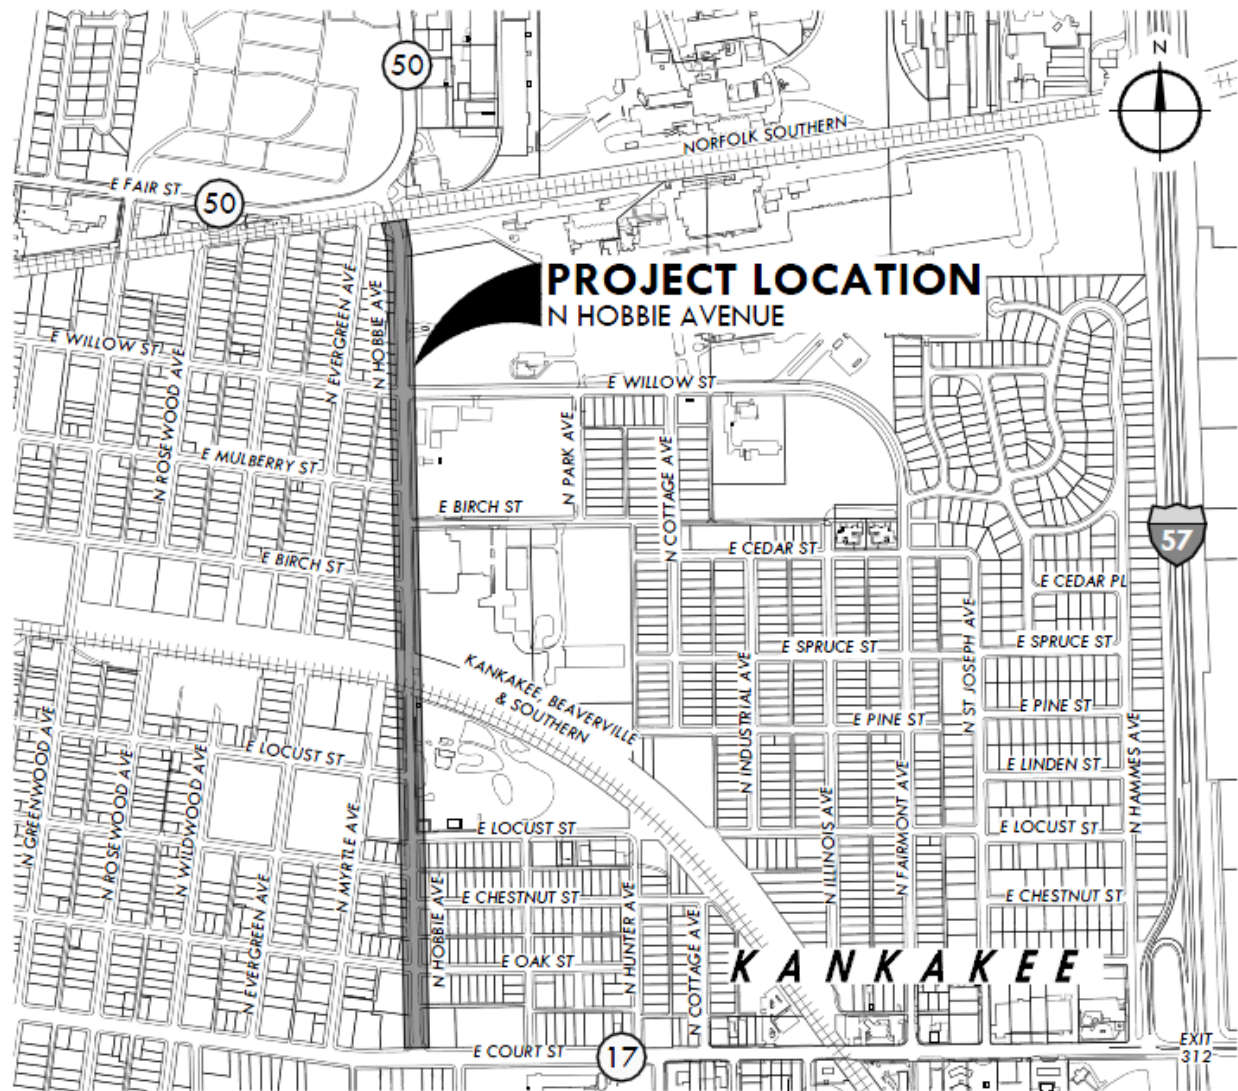 50
N
NORFOLK SOUTHERN
E FAIR ST
50
PROJECT LOCATION
N HOBBIE AVENUE
N EVERGREEN AVE
N HOBBIE AVE
E WILLOW ST
N ROSEWOOD AVE
E WILLOW ST
N PARK AVE
N COTTAGE AVE
E MULBERRY ST
E BIRCH ST
57
E CEDAR ST
E BIRCH ST
E CEDAR PL
E SPRUCE ST
E SPRUCE ST
N ST JOSEPH AVE
KANKAKEE, BEAVERVILLE
& SOUTHERN
N INDUSTRIAL AVE
E PINE ST
E PINE ST
N GREENWOOD AVE
N ROSEWOOD AVE
N WILDWOOD AVE
E LOCUST ST
E LINDEN ST
N HAMMES AVE
N MYRTLE AVE
E LOCUST ST
N ILLINOIS AVE
N FAIRMONT AVE
E LOCUST ST
N EVERGREEN AVE
N HOBBIE AVE
E CHESTNUT ST
N HUNTER AVE
N COTTAGE AVE
E CHESTNUT ST
E OAK ST
KANKAKEE
E COURT ST
17
EXIT
312